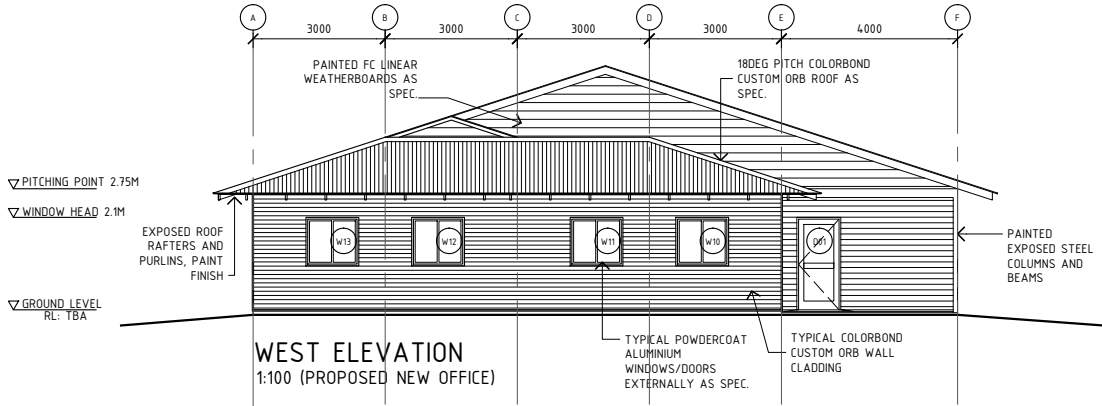 A B C D E F
3000 3000 3000 3000 4000
PAINTED FC LINEAR
WEATHERBOARDS AS
SPEC.
18DEG PITCH COLORBOND
CUSTOM ORB ROOF AS
SPEC.
PITCHING POINT 2.75M
WINDOW HEAD 2.1M
EXPOSED ROOF
RAFTERS AND
PURLINS, PAINT
FINISH
W13 W12 W11 W10 D01
PAINTED
EXPOSED STEEL
COLUMNS AND
BEAMS
GROUND LEVEL
RL: TBA
WEST ELEVATION
1:100 (PROPOSED NEW OFFICE)
TYPICAL POWDERCOAT
ALUMINIUM
WINDOWS/DOORS
EXTERNALLY AS SPEC.
TYPICAL COLORBOND
CUSTOM ORB WALL
CLADDING